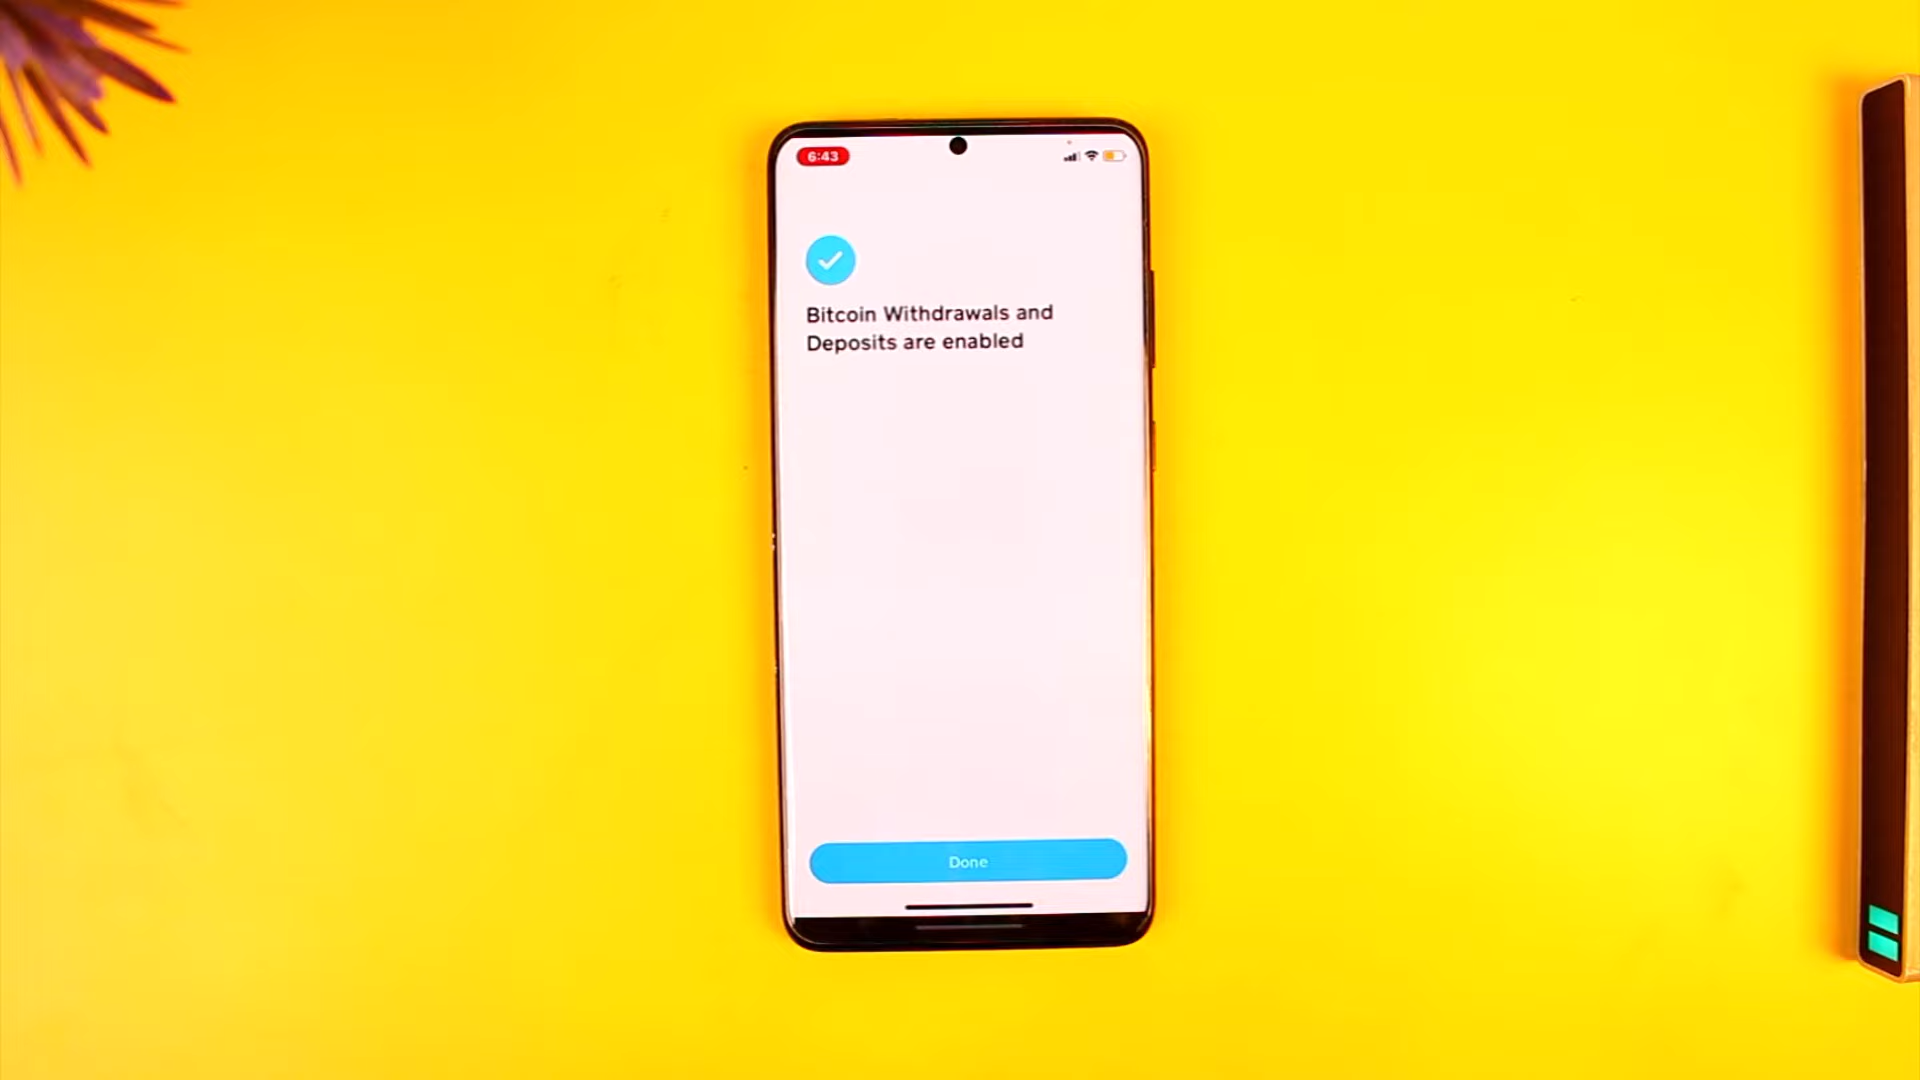 6:43
Bitcoin Withdrawals and
Deposits are enabled
Done